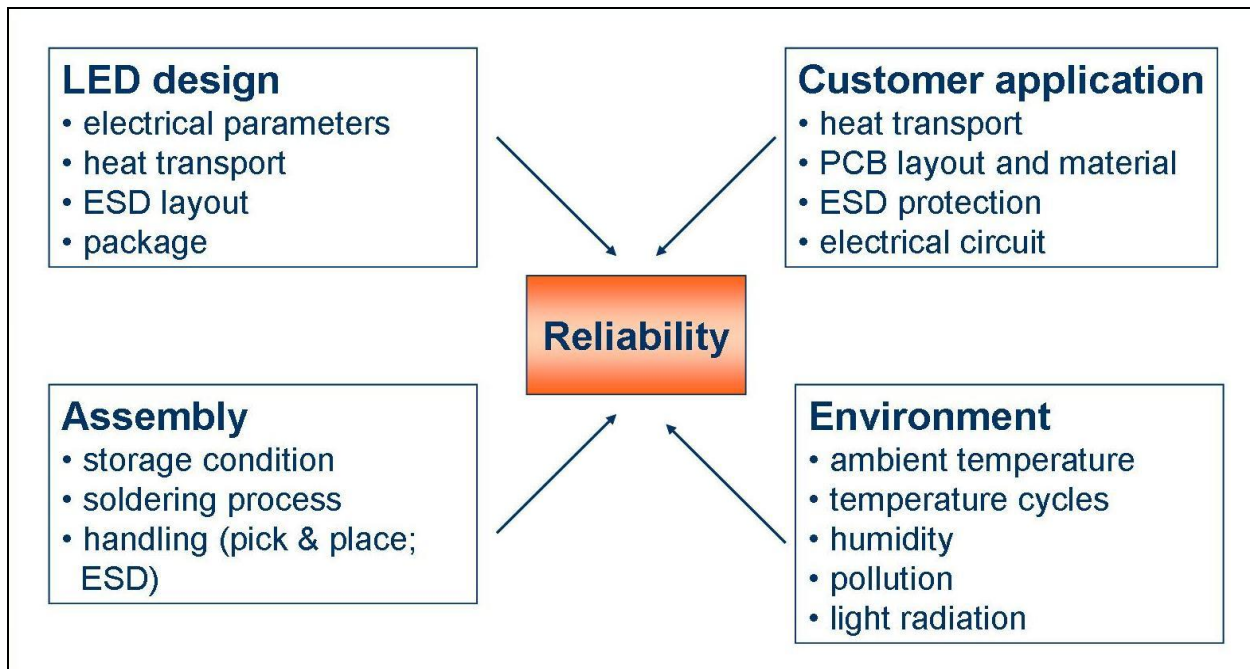 LED design
• electrical parameters
• heat transport
• ESD layout
• package
Customer application
• heat transport
• PCB layout and material
• ESD protection
• electrical circuit
Reliability
Assembly
• storage condition
• soldering process
• handling (pick & place;
ESD)
Environment
• ambient temperature
• temperature cycles
• humidity
• pollution
• light radiation